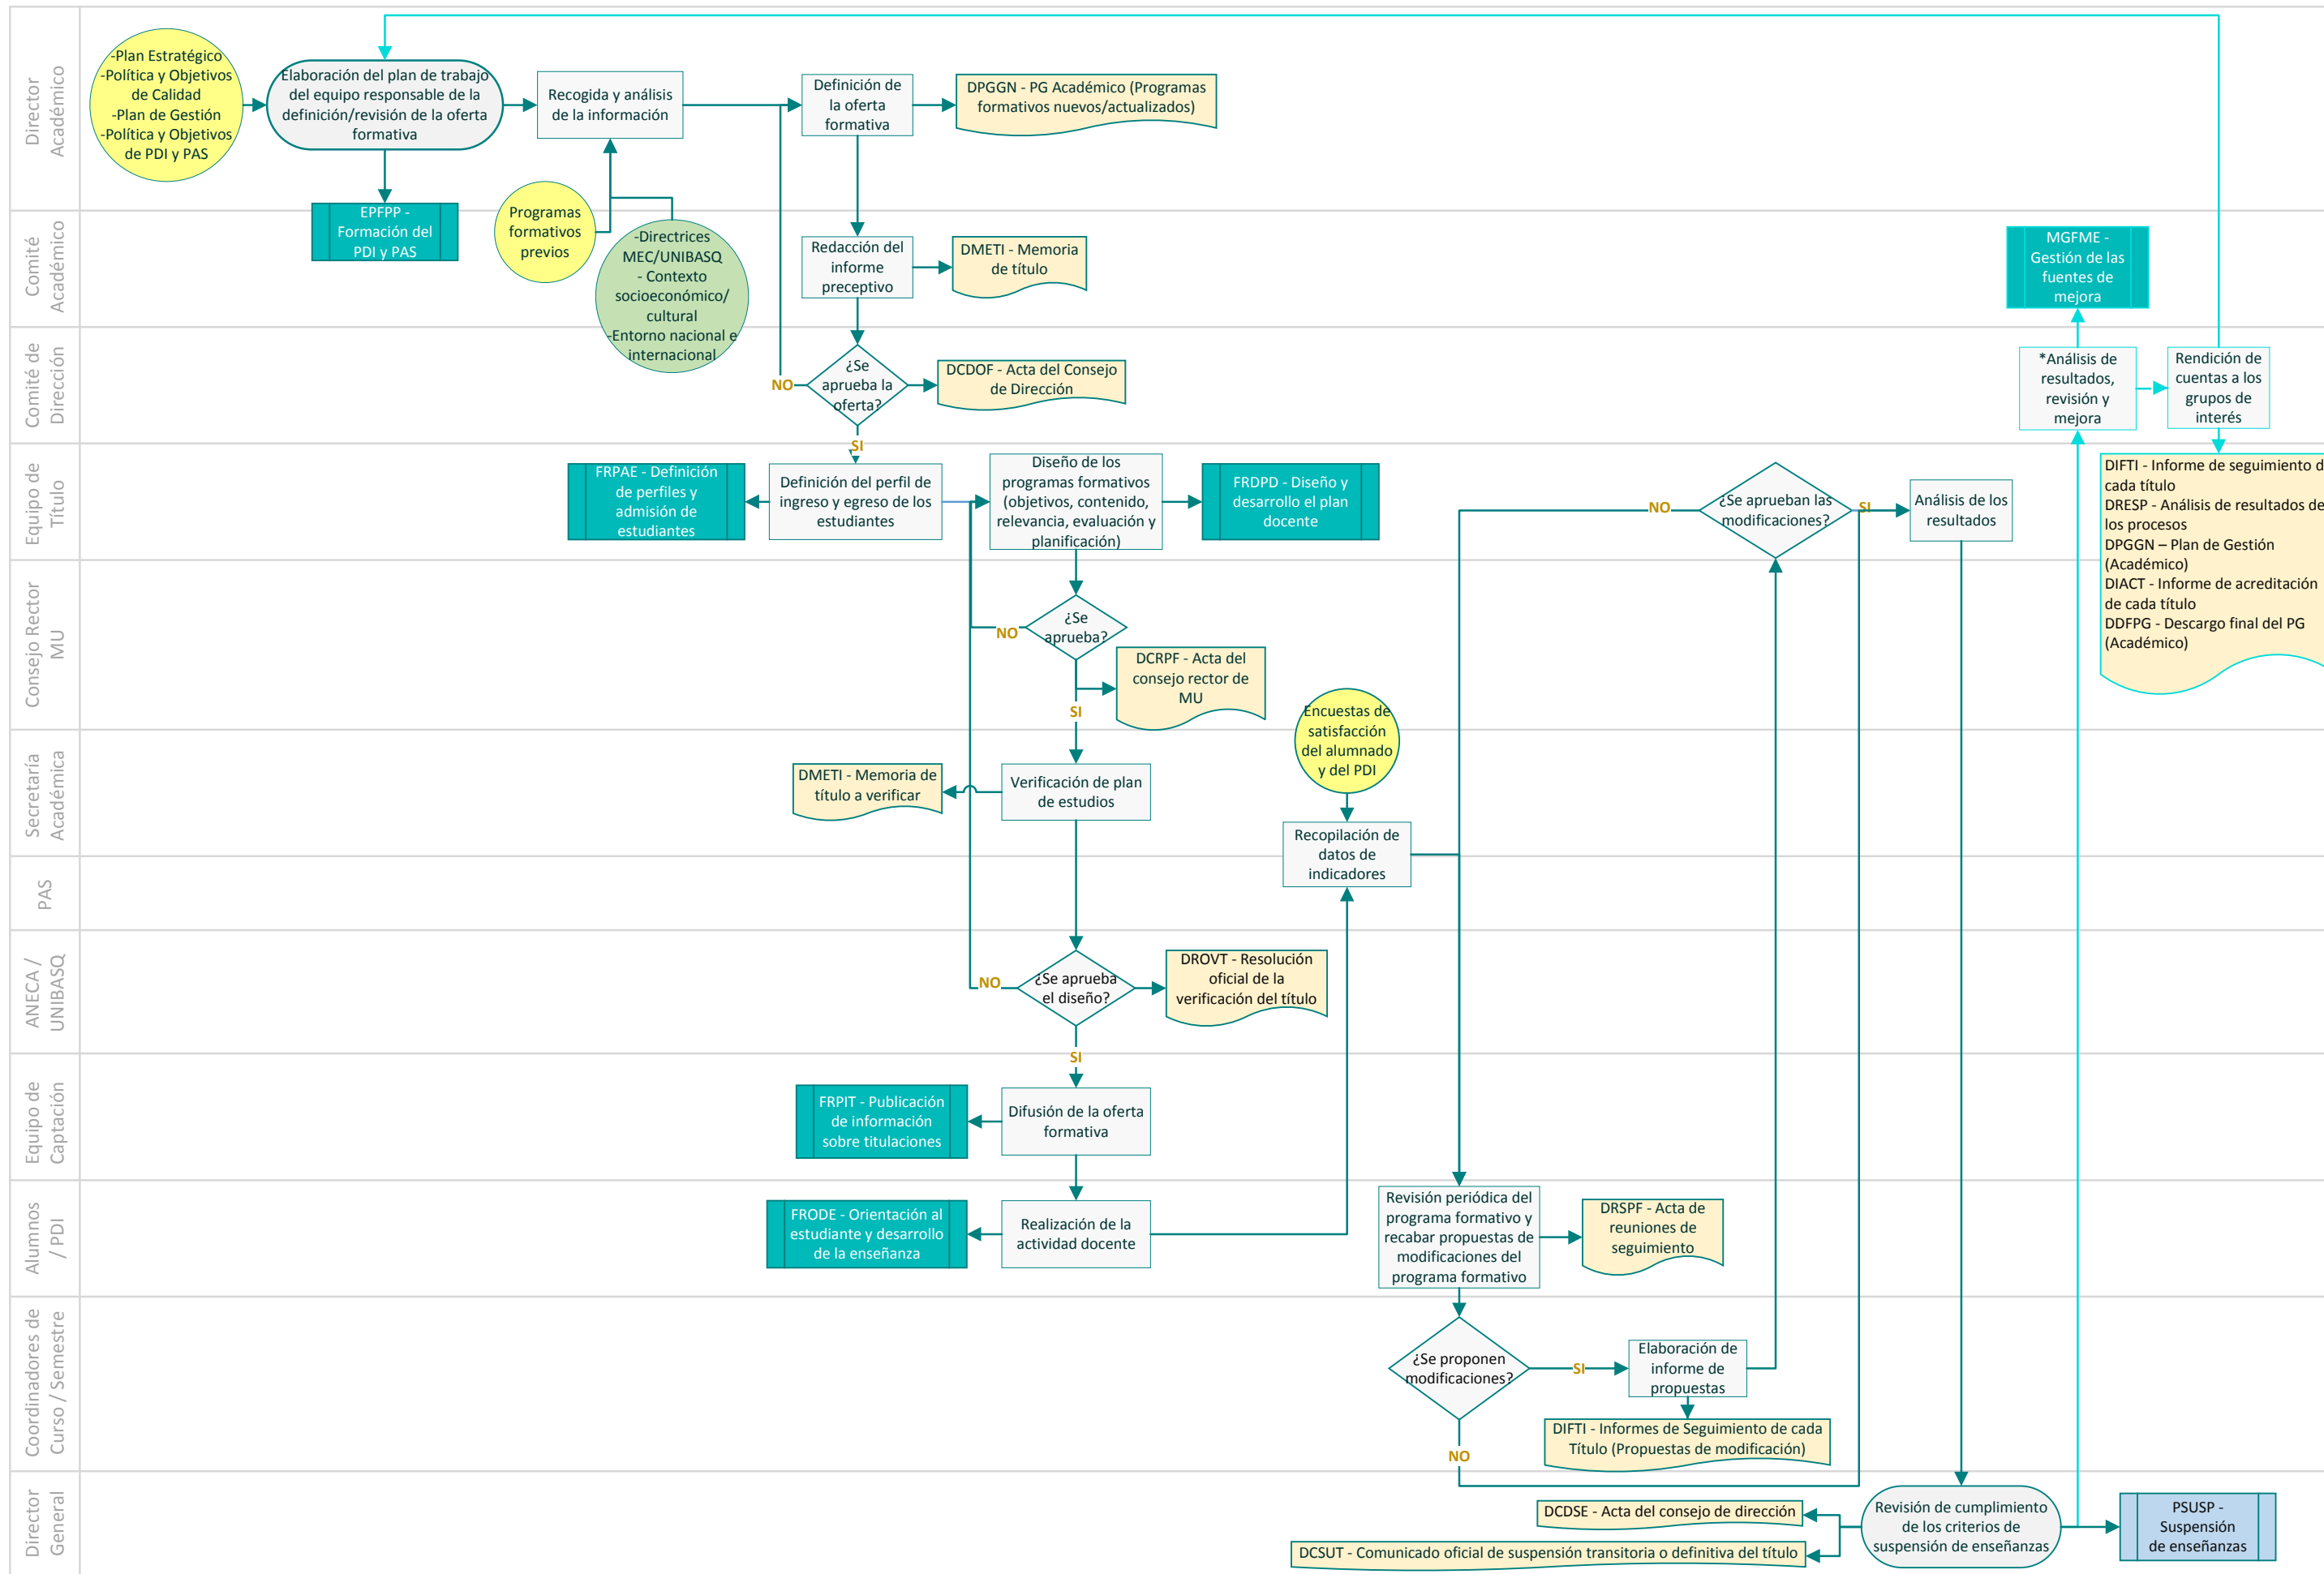 Director
Académico
-Plan Estratégico
-Política y Objetivos
de Calidad
-Plan de Gestión
-Política y Objetivos
de PDI y PAS
Elaboración del plan de trabajo
del equipo responsable de la
definición/revisión de la oferta
formativa
Recogida y análisis
de la información
Definición de
la oferta
formativa
DPGGN - PG Académico (Programas
formativos nuevos/actualizados)
Comité
Académico
EPFPP -
Formación del
PDI y PAS
Programas
formativos
previos
-Directrices
MEC/UNIBASQ
- Contexto
socioeconómico/
cultural
-Entorno nacional e
internacional
Redacción del
informe
preceptivo
DMETI - Memoria
de título
MGFME -
Gestión de las
fuentes de
mejora
Comité de
Dirección
NO
¿Se
aprueba la
oferta?
DCDOF - Acta del Consejo
de Dirección
SI
*Análisis de
resultados,
revisión y
mejora
Rendición de
cuentas a los
grupos de
interés
Equipo de
Título
FRPAE - Definición
de perfiles y
admisión de
estudiantes
Definición del perfil de
ingreso y egreso de los
estudiantes
Diseño de los
programas formativos
(objetivos, contenido,
relevancia, evaluación y
planificación)
FRDPD - Diseño y
desarrollo el plan
docente
NO
¿Se aprueban las
modificaciones?
SI
Análisis de los
resultados
DIFTI - Informe de seguimiento d
cada título
DRESP - Análisis de resultados de
los procesos
DPGGN – Plan de Gestión
(Académico)
DIACT - Informe de acreditación
de cada título
DDFPG - Descargo final del PG
(Académico)
Consejo Rector
MU
NO
¿Se
aprueba?
DCRPF - Acta del
consejo rector de
MU
SI
Secretaría
Académica
DMETI - Memoria de
título a verificar
Verificación de plan
de estudios
Encuestas de
satisfacción
del alumnado
y del PDI
Recopilación de
datos de
indicadores
PAS
ANECA /
UNIBASQ
NO
¿Se aprueba
el diseño?
DROVT - Resolución
oficial de la
verificación del título
SI
Equipo de
Captación
FRPIT - Publicación
de información
sobre titulaciones
Difusión de la oferta
formativa
Alumnos
/ PDI
FRODE - Orientación al
estudiante y desarrollo
de la enseñanza
Realización de la
actividad docente
Revisión periódica del
programa formativo y
recabar propuestas de
modificaciones del
programa formativo
DRSPF - Acta de
reuniones de
seguimiento
Coordinadores de
Curso / Semestre
¿Se proponen
modificaciones?
SI
Elaboración de
informe de
propuestas
DIFTI - Informes de Seguimiento de cada
Título (Propuestas de modificación)
NO
Director
General
DCDSE - Acta del consejo de dirección
DCSUT - Comunicado oficial de suspensión transitoria o definitiva del título
Revisión de cumplimiento
de los criterios de
suspensión de enseñanzas
PSUSP -
Suspensión
de enseñanzas